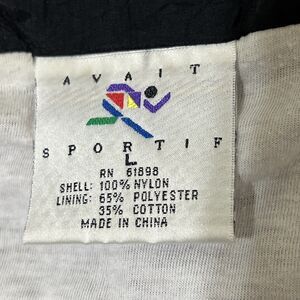 AVAIT
SPORTIF
L
RN 61898
SHELL: 100% NYLON
LINING: 65% POLYESTER
35% COTTON
MADE IN CHINA